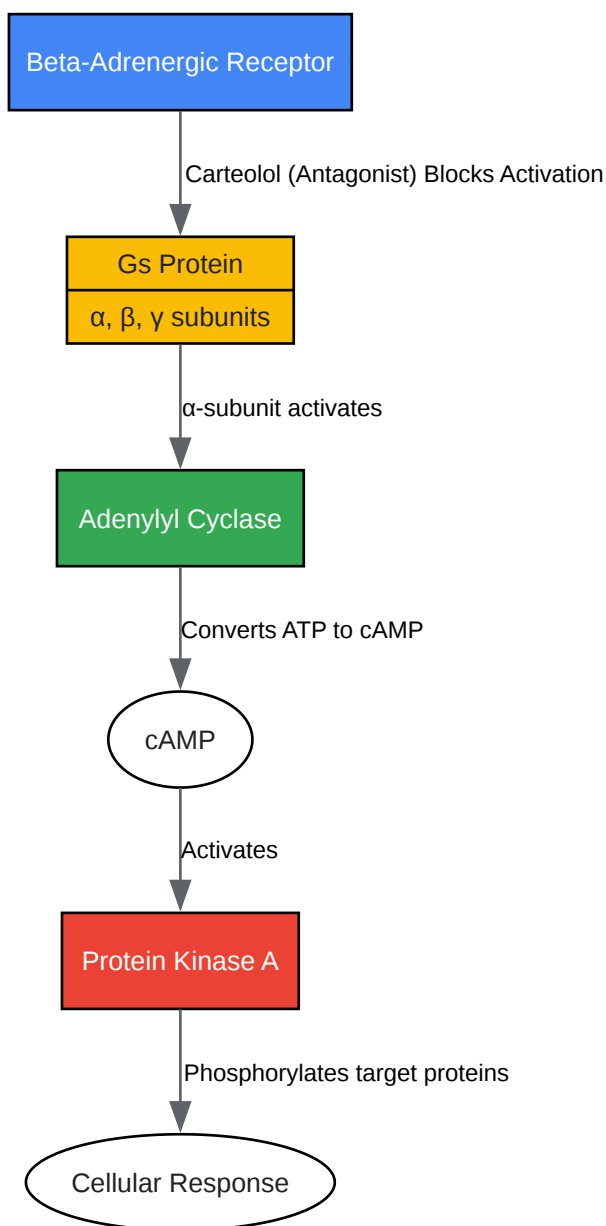 Beta-Adrenergic Receptor
Carteolol (Antagonist) Blocks Activation
Gs Protein
α, β, γ subunits
α-subunit activates
Adenylyl Cyclase
Converts ATP to cAMP
cAMP
Activates
Protein Kinase A
Phosphorylates target proteins
Cellular Response